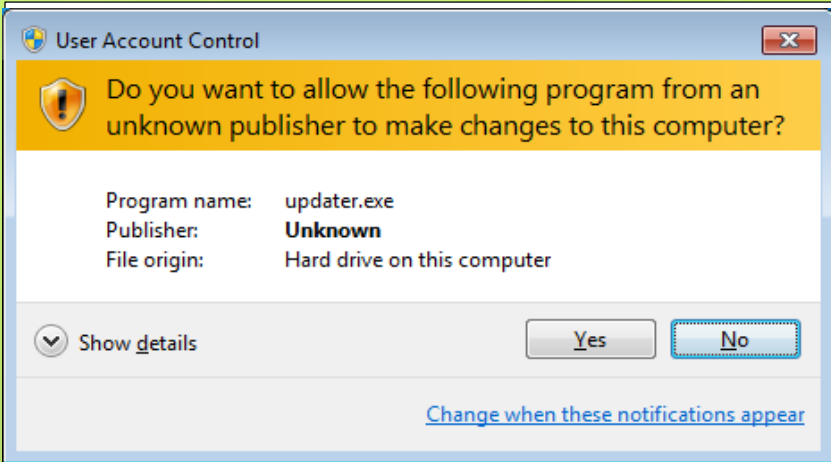 User Account Control
Do you want to allow the following program from an
unknown publisher to make changes to this computer?
Program name: updater.exe
Publisher: Unknown
File origin: Hard drive on this computer
Show details
Yes
No
Change when these notifications appear